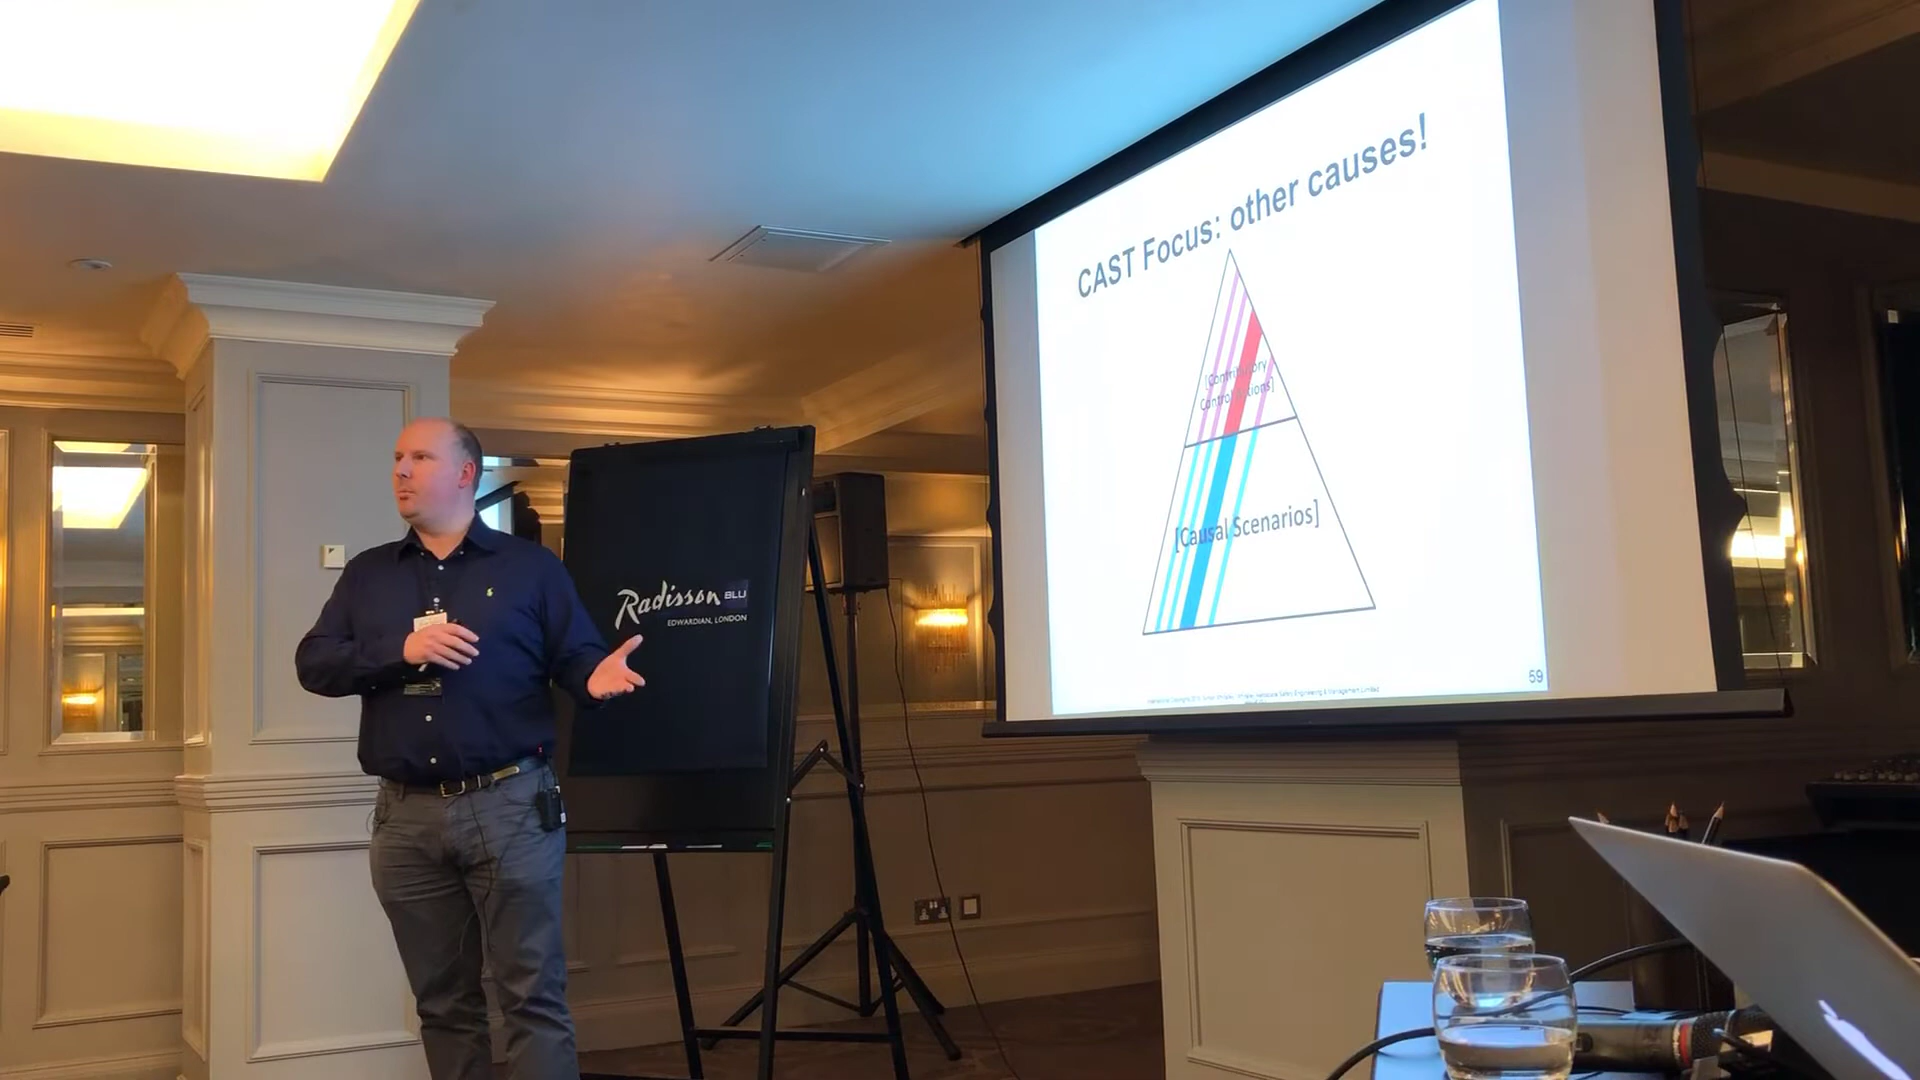 CAST Focus: other causes!
[Contributory
Control Actions]
[Causal Scenarios]
59
Radisson BLU
EDWARDIAN, LONDON